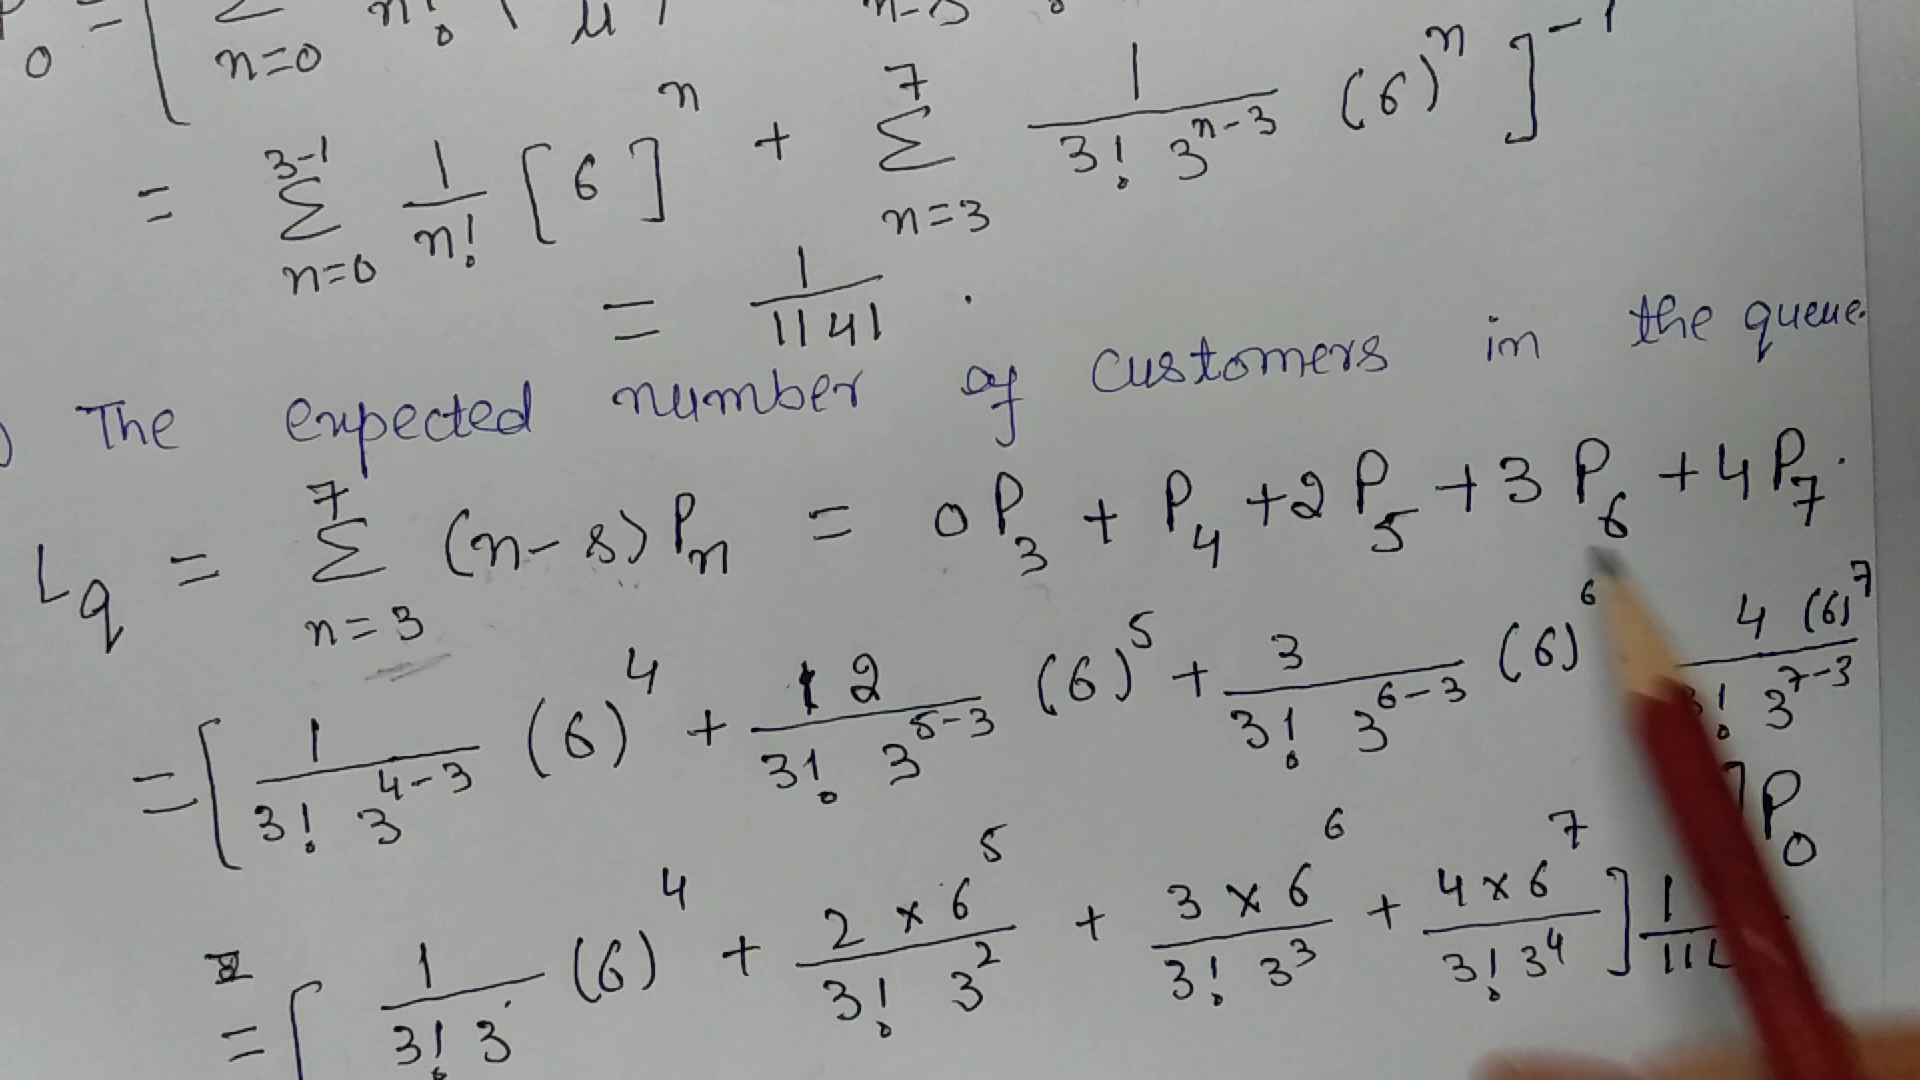 0 = [ Σ n=0 n! μ n-s
= Σ 3-1 n=0 1/n! [6]^n + Σ 7 n=3 1/(3! 3^(n-3)) (6)^n ]^-1
= 1/1141 .
) The expected number of customers in the queue.
Lq = Σ 7 n=3 (n-s) Pn = 0P3 + P4 + 2P5 + 3P6 + 4P7.
= [ 1/(3! 3^(4-3)) (6)^4 + 2/(3! 3^(5-3)) (6)^5 + 3/(3! 3^(6-3)) (6)^6 4(6)^7/(3! 3^(7-3)) ] P0
= [ 1/(3! 3) (6)^4 + 2×6^5/(3! 3^2) + 3×6^6/(3! 3^3) + 4×6^7/(3! 3^4) ] 1/11